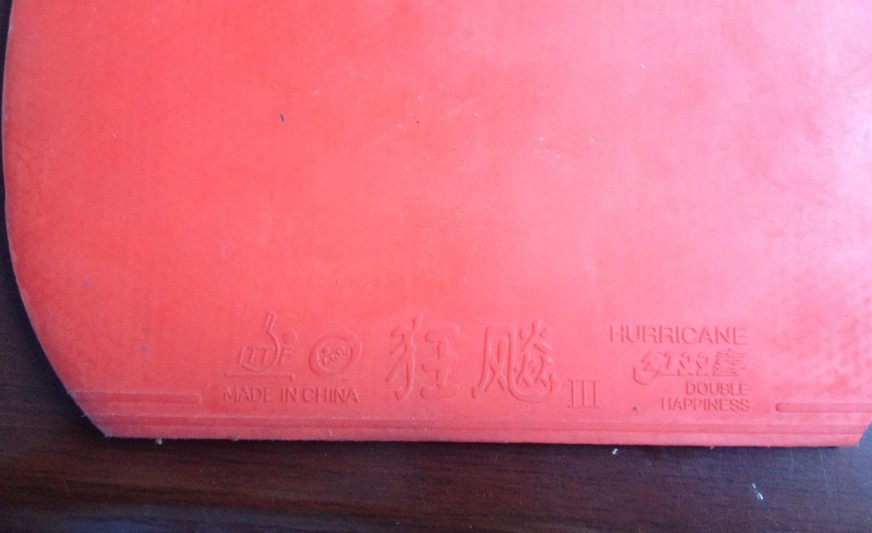 ITTF
MADE IN CHINA
狂飚
III
HURRICANE
红双喜
DOUBLE
HAPPINESS